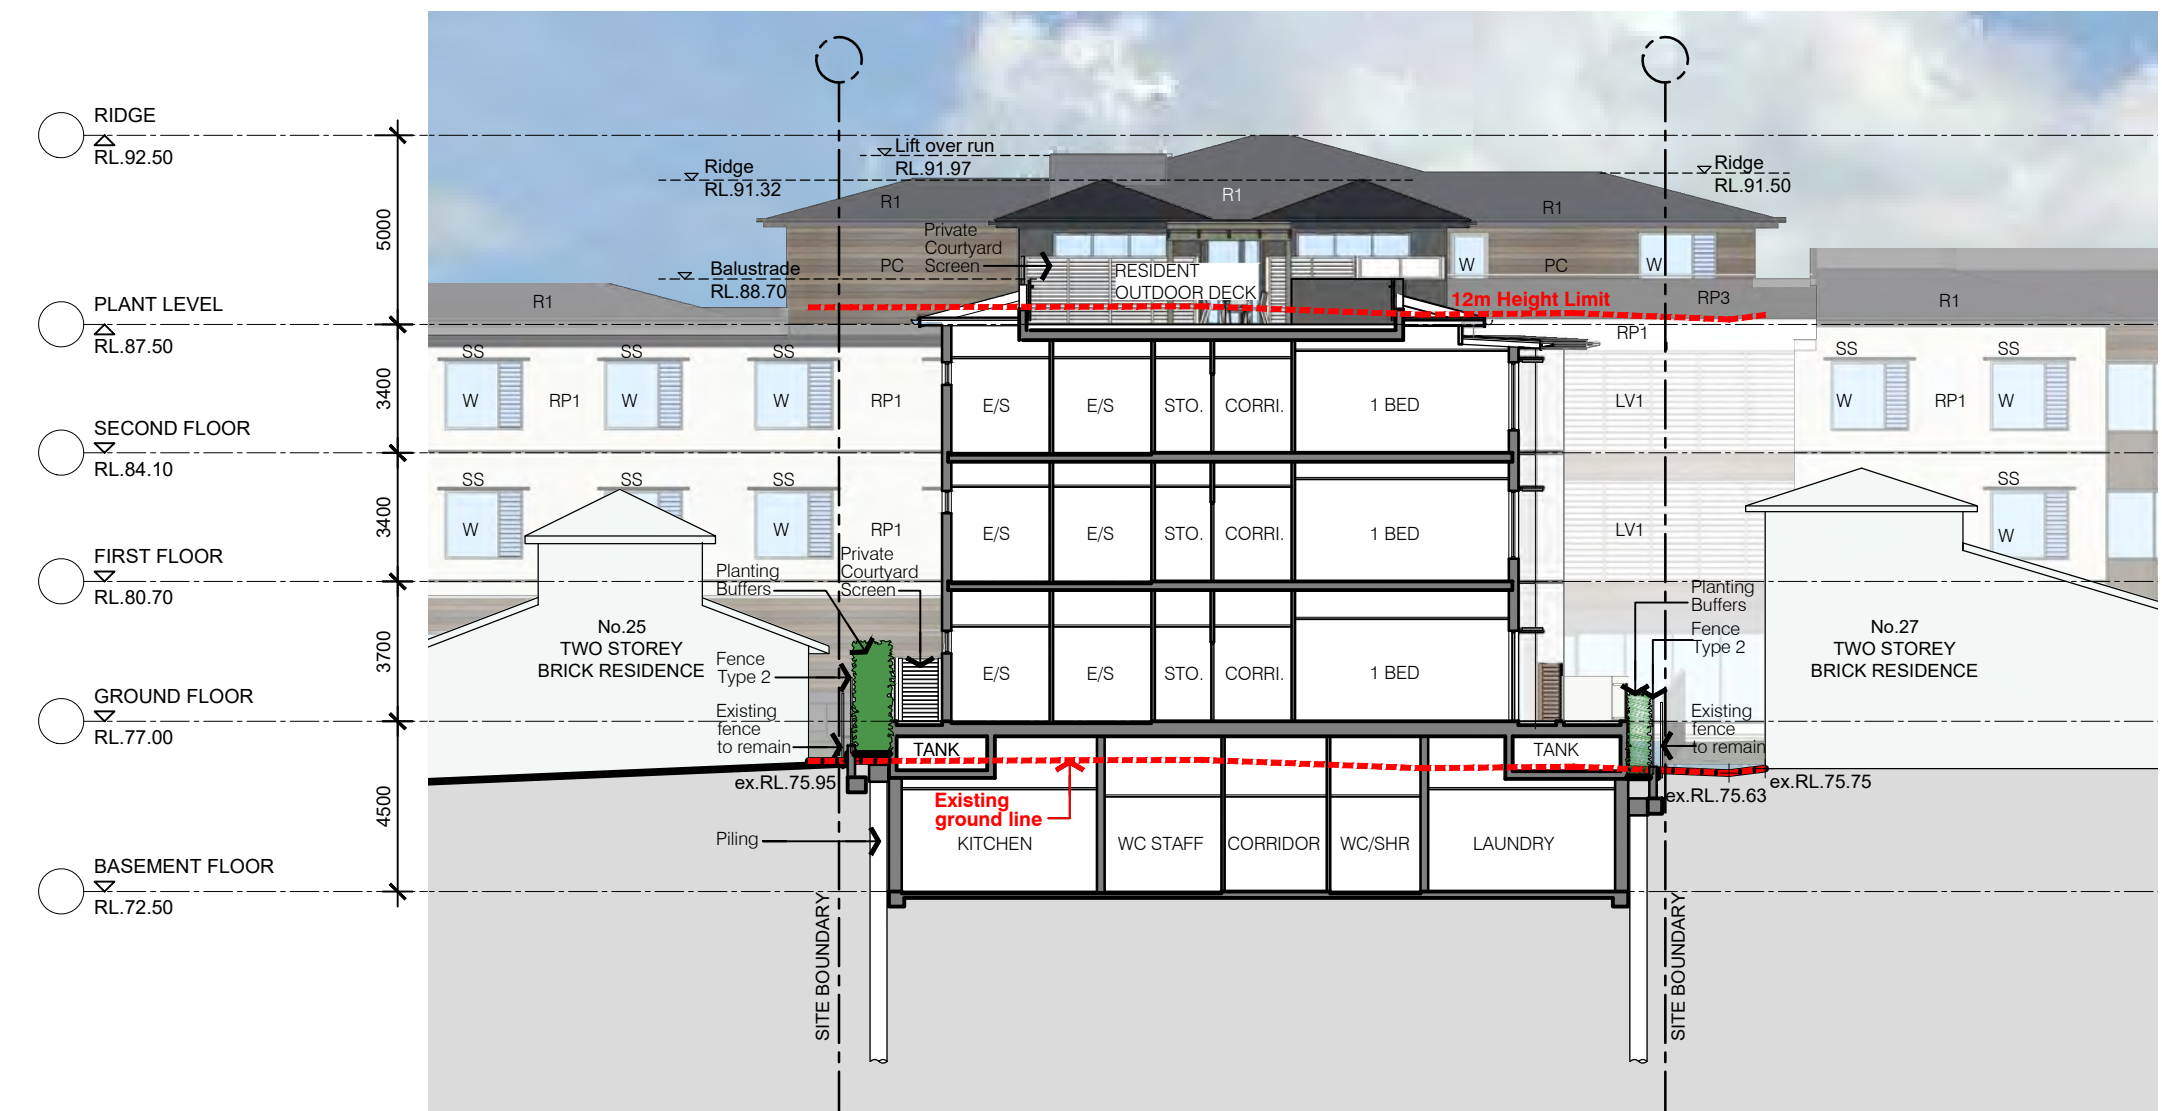 RIDGE
RL.92.50
5000
PLANT LEVEL
RL.87.50
3400
SECOND FLOOR
RL.84.10
3400
FIRST FLOOR
RL.80.70
3700
GROUND FLOOR
RL.77.00
4500
BASEMENT FLOOR
RL.72.50
Lift over run
RL.91.97
Ridge
RL.91.32
Ridge
RL.91.50
R1
R1
R1
Private
Courtyard
Screen
PC
W
PC
W
Balustrade
RL.88.70
RESIDENT
OUTDOOR DECK
12m Height Limit
RP3
R1
R1
RP1
SS
SS
SS
SS
SS
W
RP1
W
W
RP1
E/S
E/S
STO.
CORRI.
1 BED
LV1
W
RP1
W
SS
SS
SS
SS
W
W
RP1
E/S
E/S
STO.
CORRI.
1 BED
LV1
W
Private
Courtyard
Screen
Planting
Buffers
Planting
Buffers
No.25
TWO STOREY
BRICK RESIDENCE
Fence
Type 2
E/S
E/S
STO.
CORRI.
1 BED
Fence
Type 2
No.27
TWO STOREY
BRICK RESIDENCE
Existing
fence
to remain
TANK
TANK
Existing
fence
to remain
ex.RL.75.95
ex.RL.75.63
ex.RL.75.75
Existing
ground line
Piling
KITCHEN
WC STAFF
CORRIDOR
WC/SHR
LAUNDRY
SITE BOUNDARY
SITE BOUNDARY